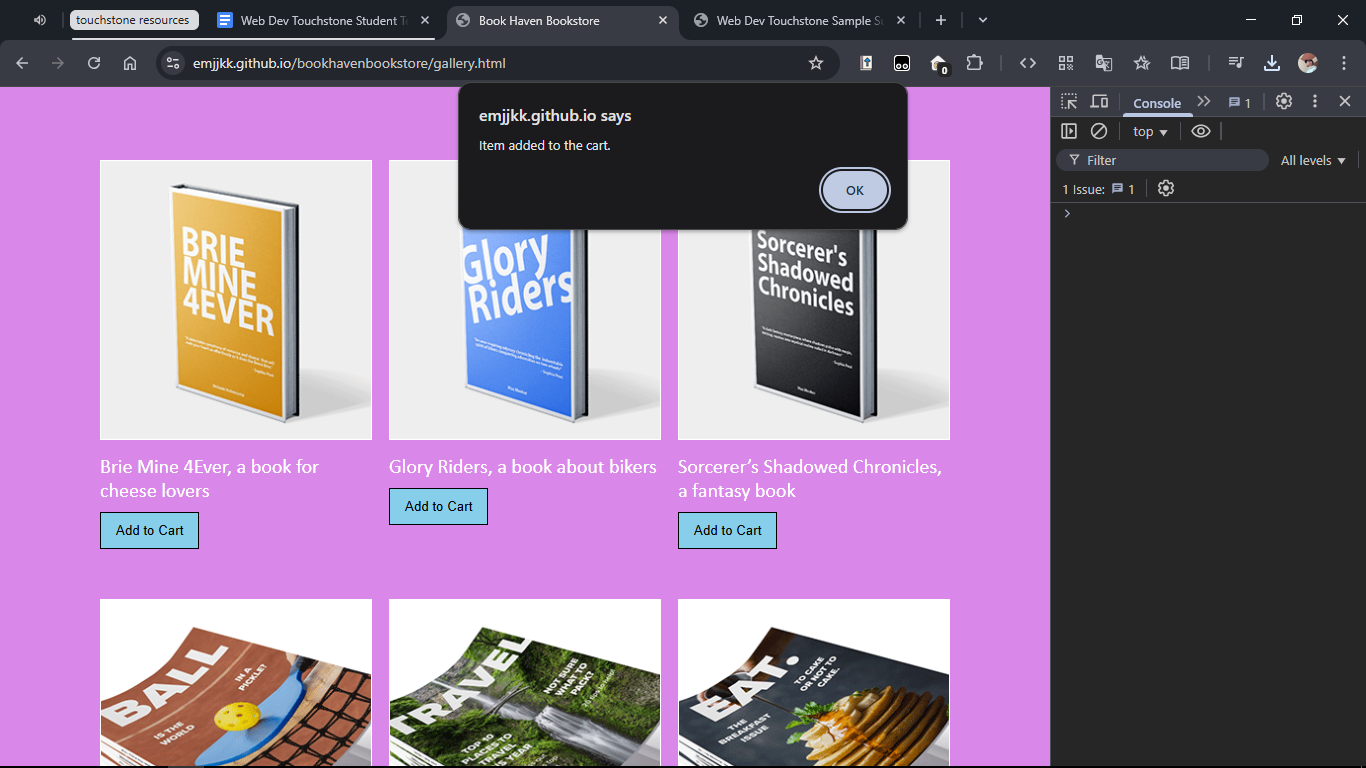 touchstone resources
Web Dev Touchstone Student Te
Book Haven Bookstore
Web Dev Touchstone Sample Su
emjjkk.github.io/bookhavenbookstore/gallery.html
0
emjjkk.github.io says
Item added to the cart.
OK
Console
1
top
Filter
All levels
1 Issue:
1
BRIE
MINE
4EVER
Glory
Riders
Sorcerer's
Shadowed
Chronicles
Brie Mine 4Ever, a book for
cheese lovers
Add to Cart
Glory Riders, a book about bikers
Add to Cart
Sorcerer’s Shadowed Chronicles,
a fantasy book
Add to Cart
BALL
IN A
PICKLE?
IS THE
WORLD
TRAVEL
NOT SURE
WHAT TO
PACK?
TOP 10
PLACES TO
TRAVEL
IS YEAR
EAT.
TO CAKE
OR NOT TO
CAKE.
THE
BREAKFAST
ISSUE